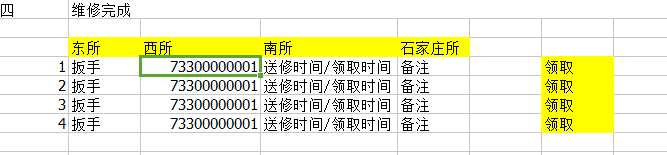 四 维修完成
东所 西所 南所 石家庄所
1 扳手 73300000001 送修时间/领取时间 备注 领取
2 扳手 73300000001 送修时间/领取时间 备注 领取
3 扳手 73300000001 送修时间/领取时间 备注 领取
4 扳手 73300000001 送修时间/领取时间 备注 领取